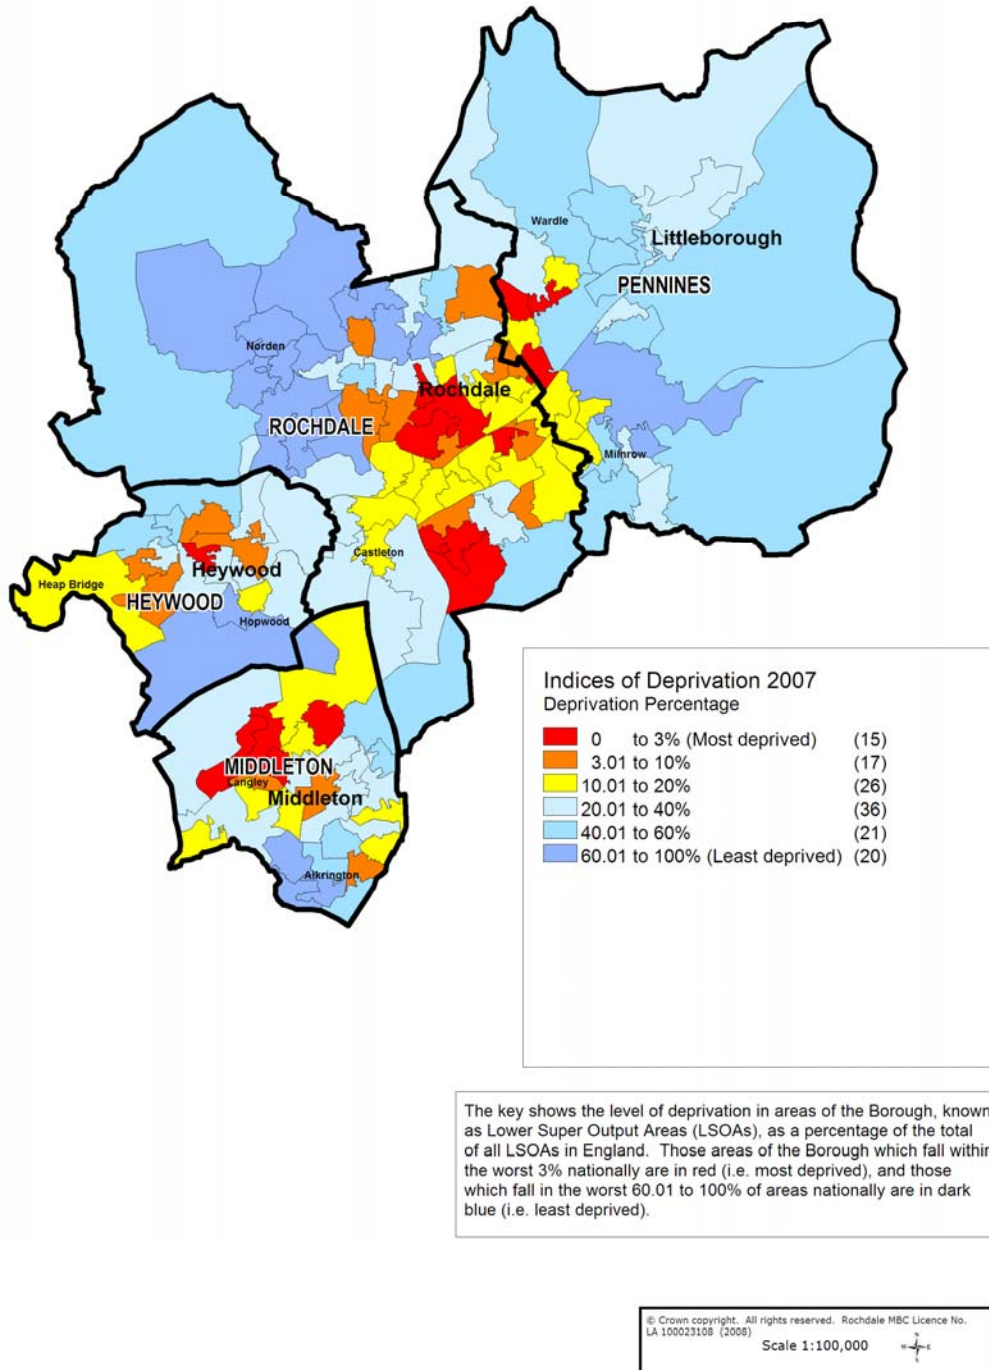 Wardle
Littleborough
PENNINES
Norden
Rochdale
ROCHDALE
Milnrow
Castleton
Heywood
Heap Bridge
HEYWOOD
Hopwood
MIDDLETON
Langley
Middleton
Alkrington
Indices of Deprivation 2007
Deprivation Percentage
0 to 3% (Most deprived) (15)
3.01 to 10% (17)
10.01 to 20% (26)
20.01 to 40% (36)
40.01 to 60% (21)
60.01 to 100% (Least deprived) (20)
The key shows the level of deprivation in areas of the Borough, known
as Lower Super Output Areas (LSOAs), as a percentage of the total
of all LSOAs in England. Those areas of the Borough which fall within
the worst 3% nationally are in red (i.e. most deprived), and those
which fall in the worst 60.01 to 100% of areas nationally are in dark
blue (i.e. least deprived).
© Crown copyright. All rights reserved. Rochdale MBC Licence No.
LA 100023108 (2008)
Scale 1:100,000
N
W E
S